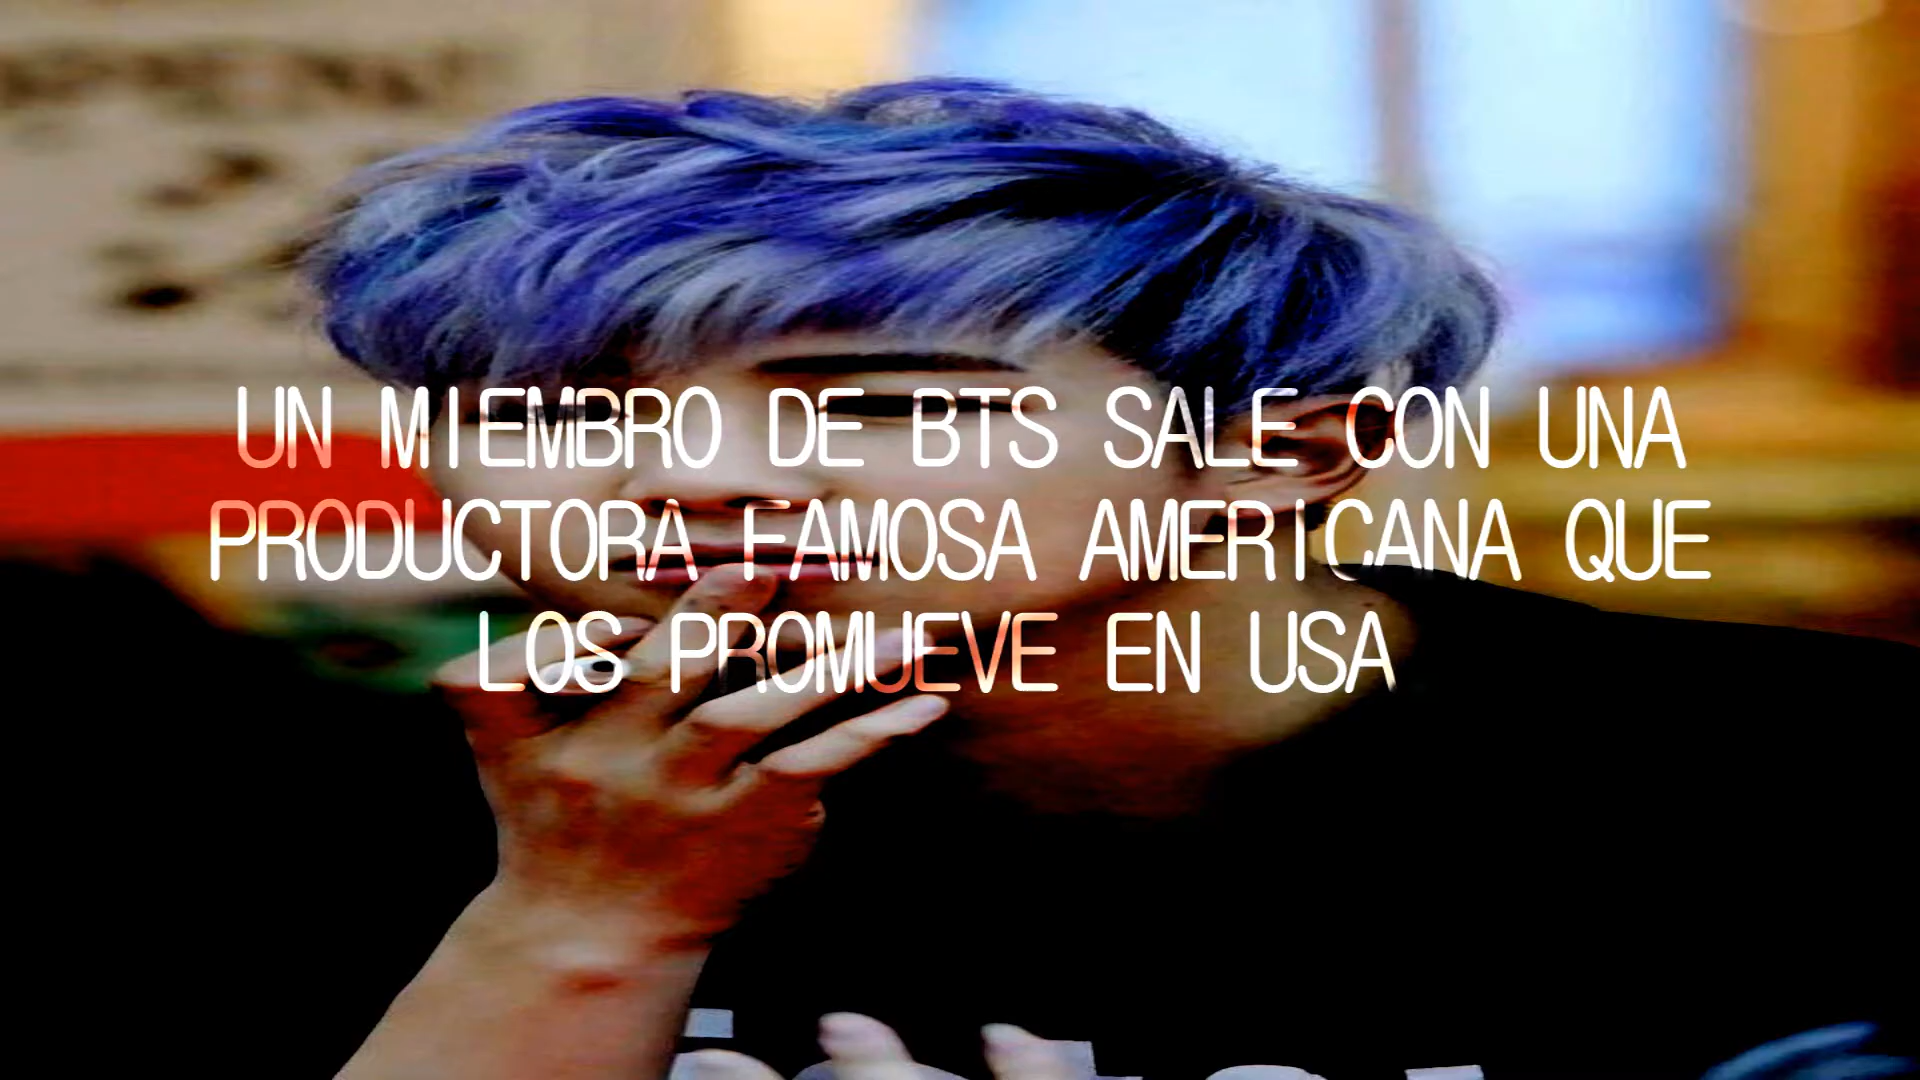 UN MIEMBRO DE BTS SALE CON UNA
PRODUCTORA FAMOSA AMERICANA QUE
LOS PROMUEVE EN USA